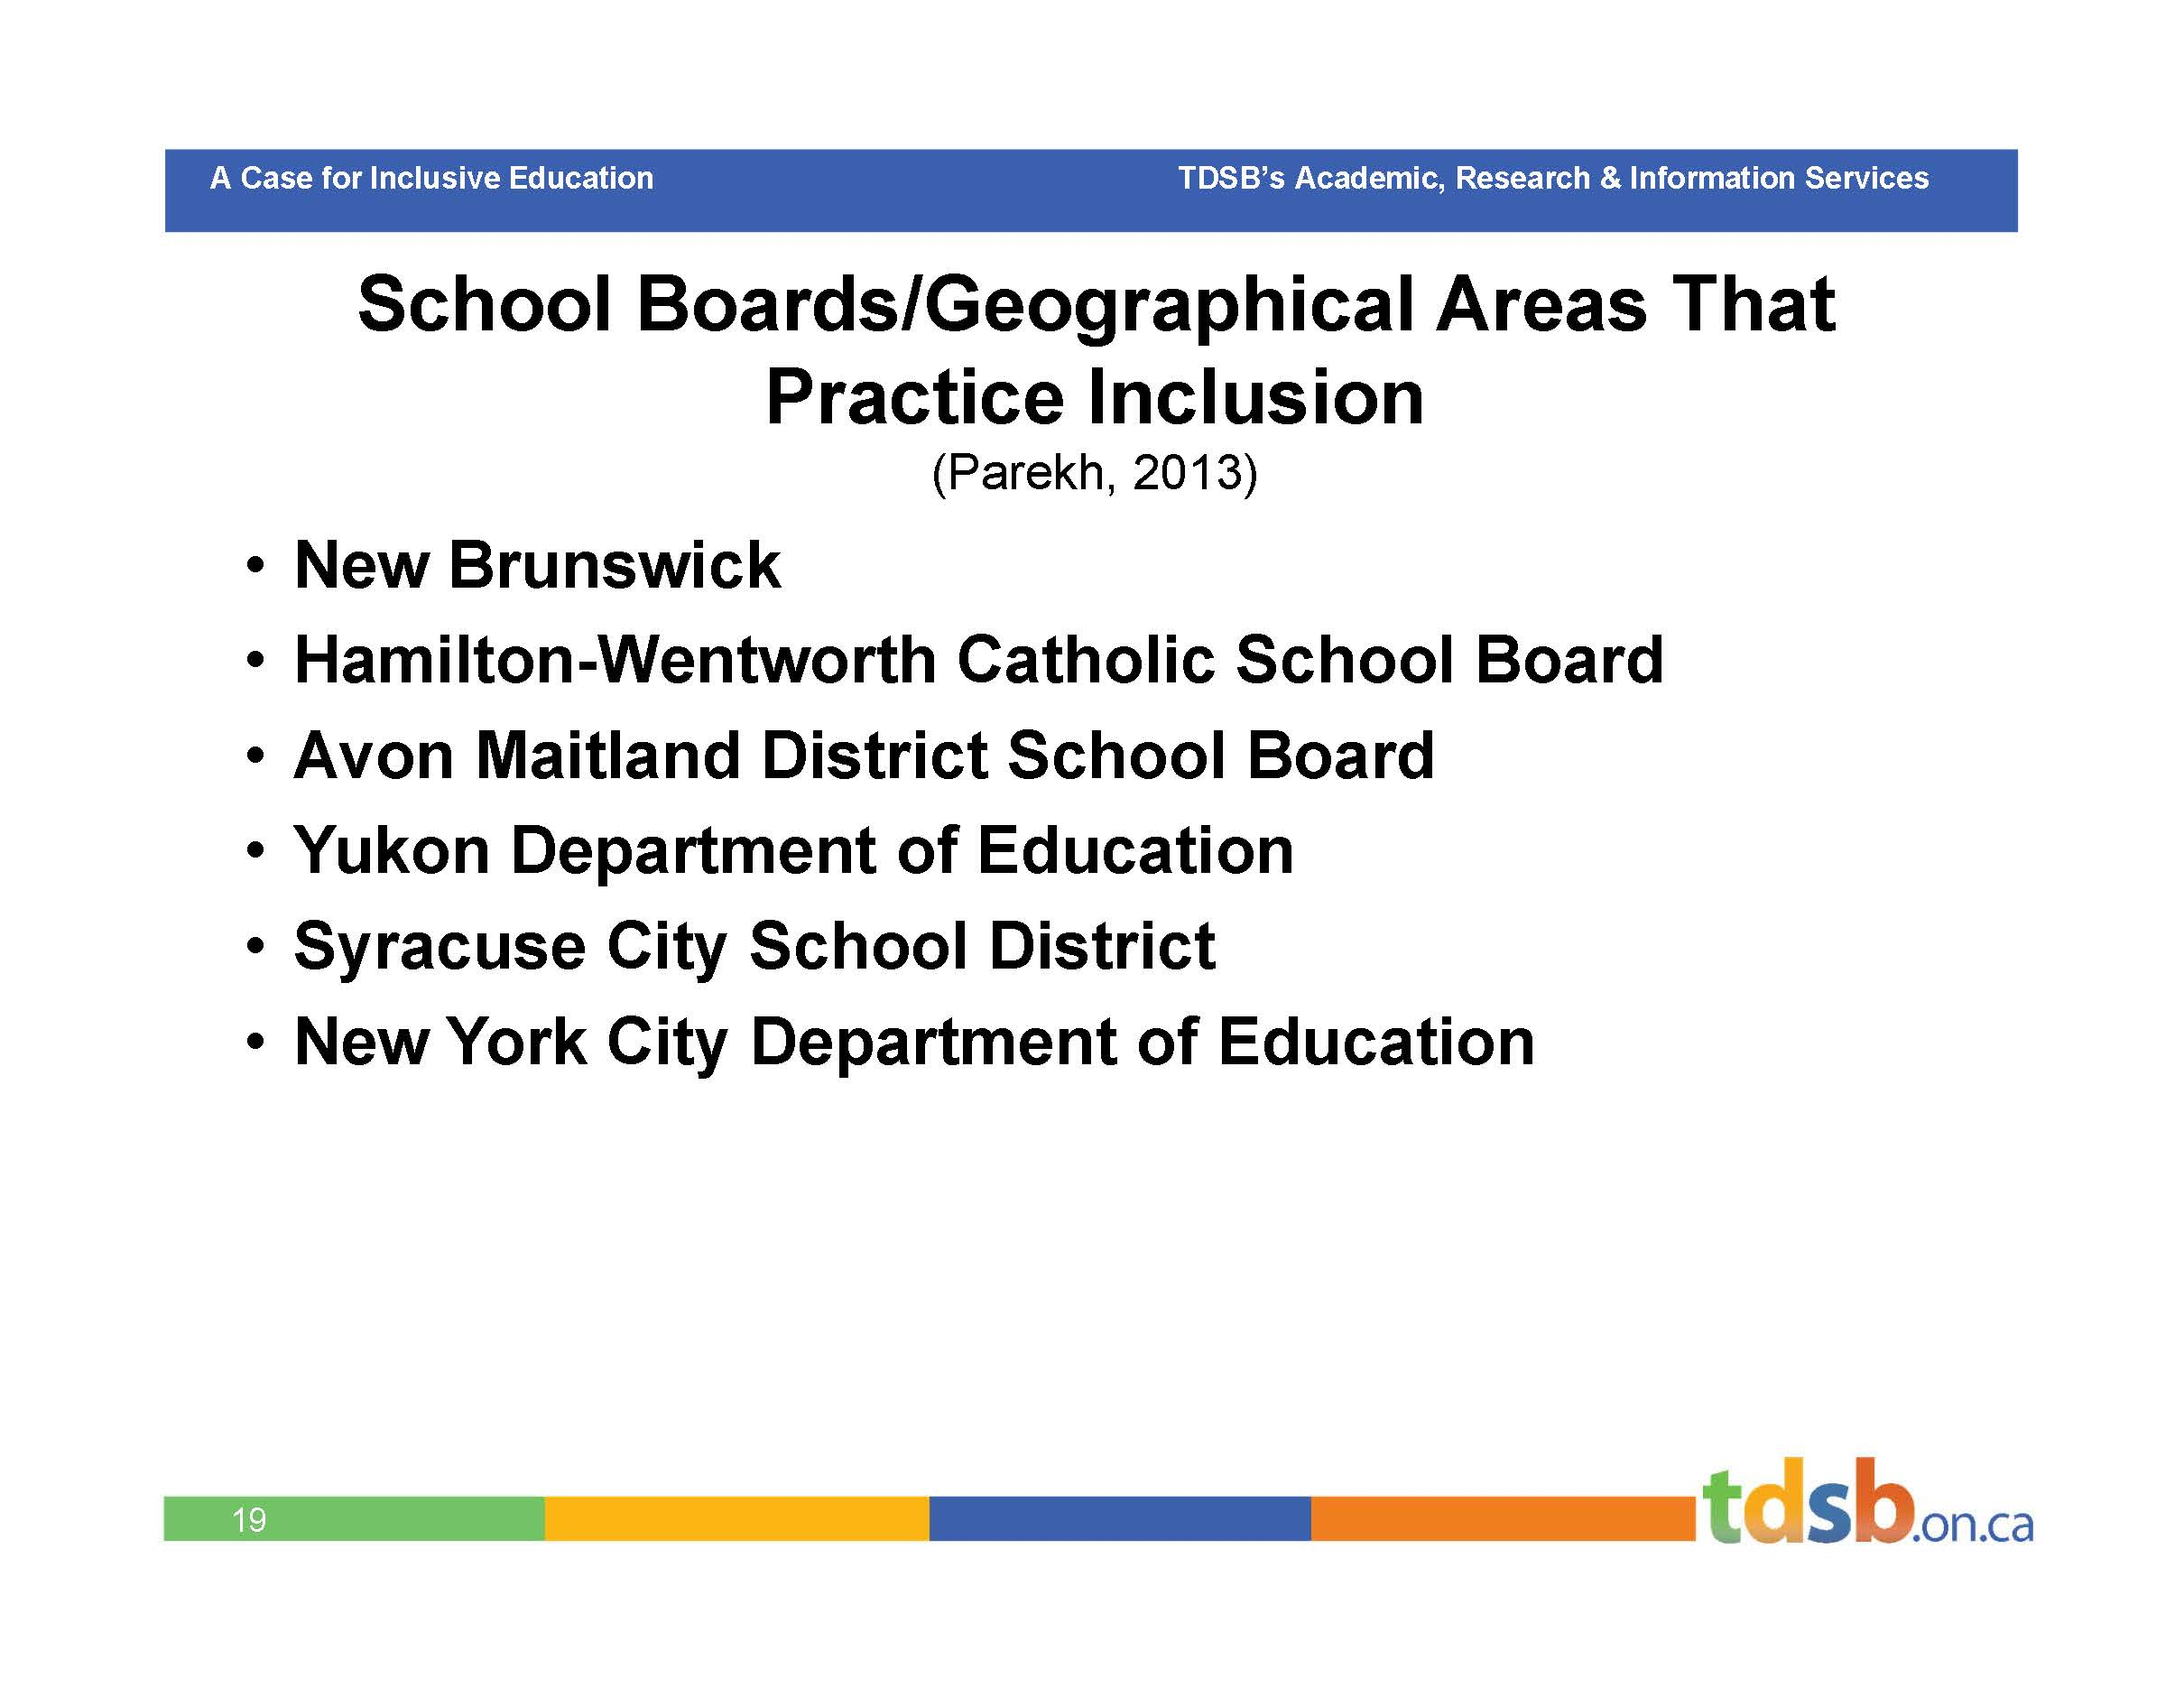 A Case for Inclusive Education TDSB’s Academic, Research & Information Services
School Boards/Geographical Areas That
Practice Inclusion
(Parekh, 2013)
• New Brunswick
• Hamilton-Wentworth Catholic School Board
• Avon Maitland District School Board
• Yukon Department of Education
• Syracuse City School District
• New York City Department of Education
19
tdsb.on.ca